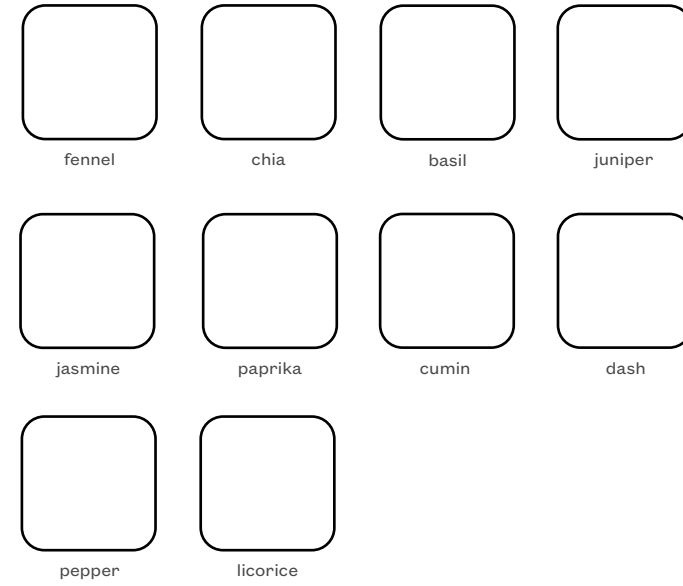 fennel chia basil juniper
jasmine paprika cumin dash
pepper licorice